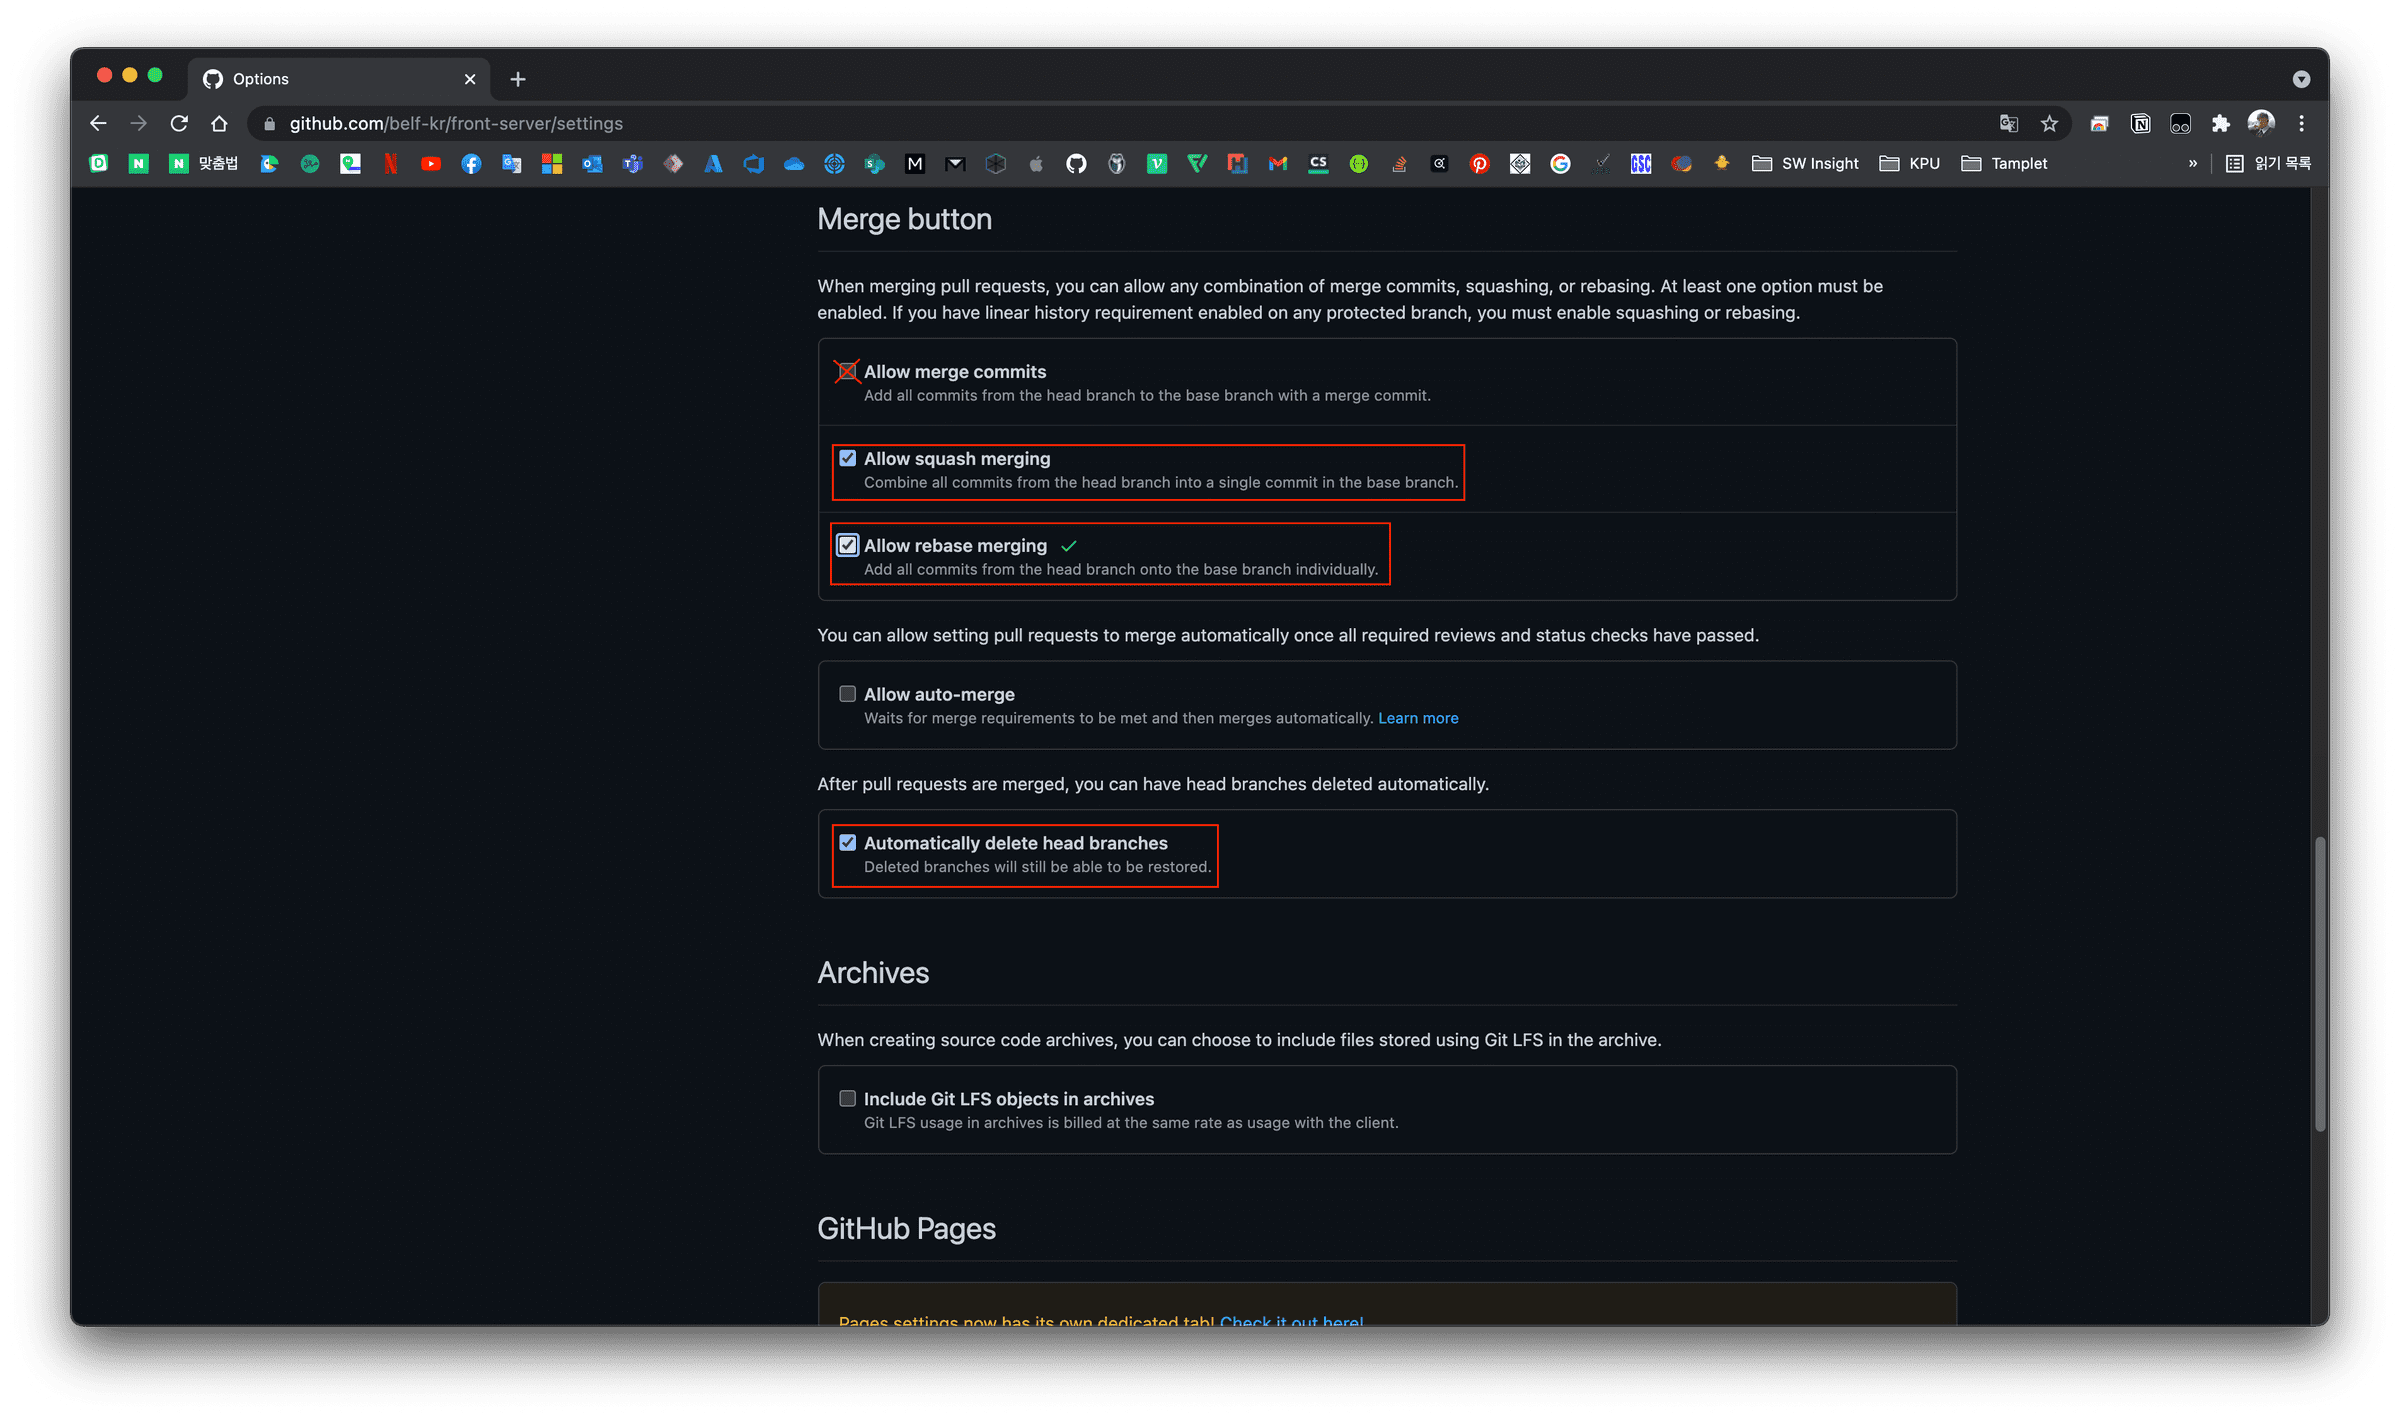 Options
github.com/belf-kr/front-server/settings
맞춤법
SW Insight
KPU
Tamplet
»
읽기 목록
Merge button
When merging pull requests, you can allow any combination of merge commits, squashing, or rebasing. At least one option must be
enabled. If you have linear history requirement enabled on any protected branch, you must enable squashing or rebasing.
Allow merge commits
Add all commits from the head branch to the base branch with a merge commit.
Allow squash merging
Combine all commits from the head branch into a single commit in the base branch.
Allow rebase merging
Add all commits from the head branch onto the base branch individually.
You can allow setting pull requests to merge automatically once all required reviews and status checks have passed.
Allow auto-merge
Waits for merge requirements to be met and then merges automatically. Learn more
After pull requests are merged, you can have head branches deleted automatically.
Automatically delete head branches
Deleted branches will still be able to be restored.
Archives
When creating source code archives, you can choose to include files stored using Git LFS in the archive.
Include Git LFS objects in archives
Git LFS usage in archives is billed at the same rate as usage with the client.
GitHub Pages
Pages settings now has its own dedicated tab! Check it out here!